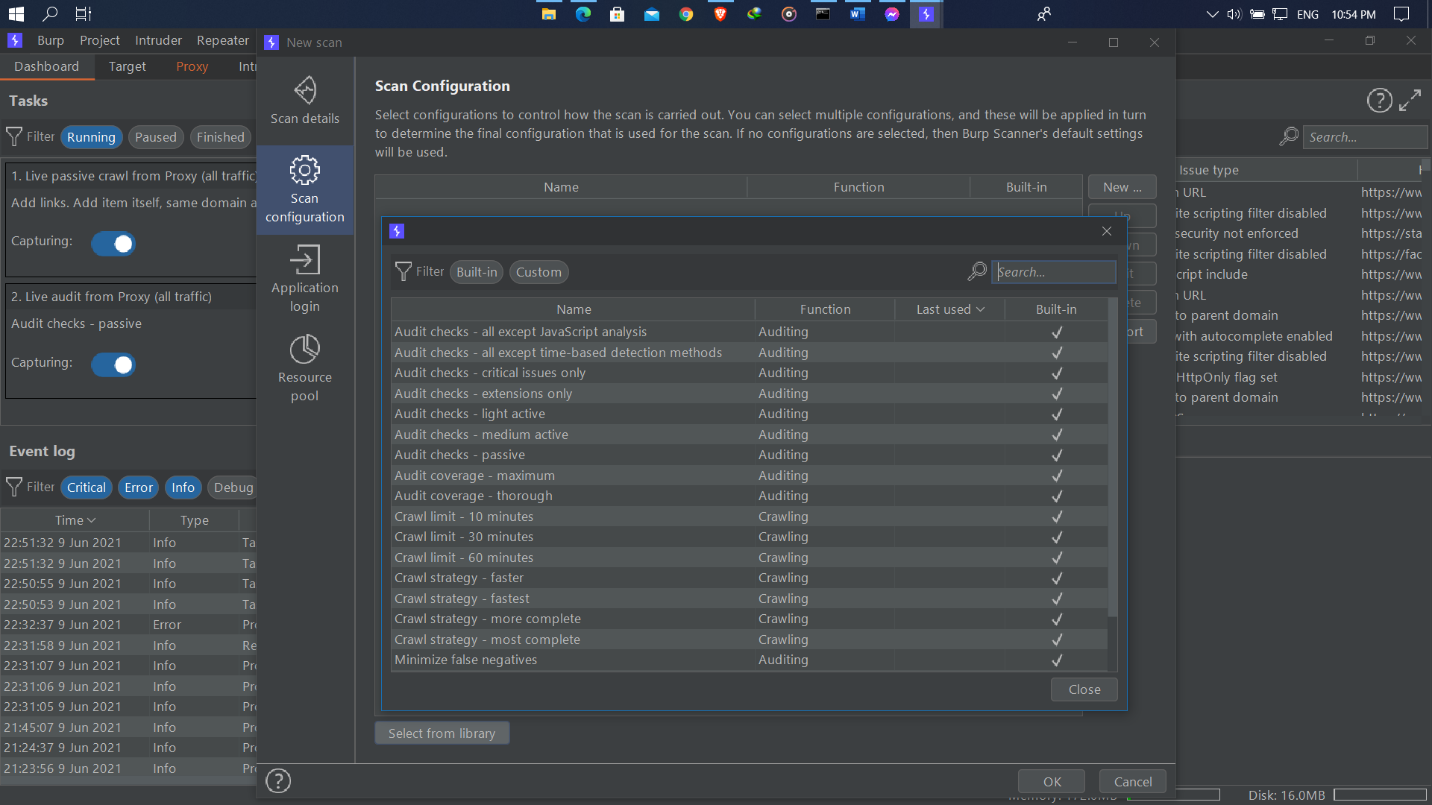 ENG 10:54 PM
Burp Project Intruder Repeater
New scan
Dashboard Target Proxy
Tasks
Filter Running Paused Finished
1. Live passive crawl from Proxy (all traffic)
Add links. Add item itself, same domain a
Capturing:
2. Live audit from Proxy (all traffic)
Audit checks - passive
Capturing:
Event log
Filter Critical Error Info Debug
Time Type
22:51:32 9 Jun 2021 Info Ta
22:51:32 9 Jun 2021 Info Ta
22:50:55 9 Jun 2021 Info Ta
22:50:53 9 Jun 2021 Info Ta
22:32:37 9 Jun 2021 Error Pr
22:31:58 9 Jun 2021 Info Re
22:31:07 9 Jun 2021 Info Pr
22:31:06 9 Jun 2021 Info Pr
22:31:05 9 Jun 2021 Info Pr
21:45:07 9 Jun 2021 Info Pr
21:24:37 9 Jun 2021 Info Pr
21:23:56 9 Jun 2021 Info Pr
Scan details
Scan
configuration
Application
login
Resource
pool
Scan Configuration
Select configurations to control how the scan is carried out. You can select multiple configurations, and these will be applied in turn
to determine the final configuration that is used for the scan. If no configurations are selected, then Burp Scanner's default settings
will be used.
Name Function Built-in
New ...
Filter Built-in Custom Search...
Name Function Last used Built-in
Audit checks - all except JavaScript analysis Auditing
Audit checks - all except time-based detection methods Auditing
Audit checks - critical issues only Auditing
Audit checks - extensions only Auditing
Audit checks - light active Auditing
Audit checks - medium active Auditing
Audit checks - passive Auditing
Audit coverage - maximum Auditing
Audit coverage - thorough Auditing
Crawl limit - 10 minutes Crawling
Crawl limit - 30 minutes Crawling
Crawl limit - 60 minutes Crawling
Crawl strategy - faster Crawling
Crawl strategy - fastest Crawling
Crawl strategy - more complete Crawling
Crawl strategy - most complete Crawling
Minimize false negatives Auditing
Close
Select from library
OK Cancel
Search...
Issue type
URL https://ww
ite scripting filter disabled https://ww
security not enforced https://sta
ite scripting filter disabled https://fac
cript include https://ww
URL https://ww
to parent domain https://ww
with autocomplete enabled https://ww
ite scripting filter disabled https://ww
HttpOnly flag set https://ww
to parent domain https://ww
Disk: 16.0MB